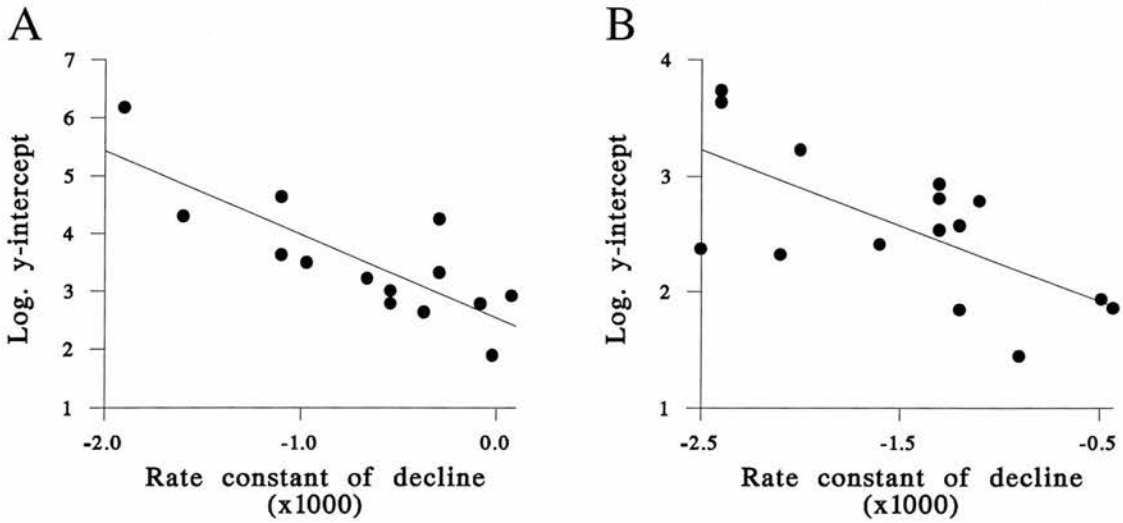 A
7
6
5
4
3
2
1
Log. y-intercept
-2.0
-1.0
0.0
Rate constant of decline
(x1000)
B
4
3
2
1
Log. y-intercept
-2.5
-1.5
-0.5
Rate constant of decline
(x1000)